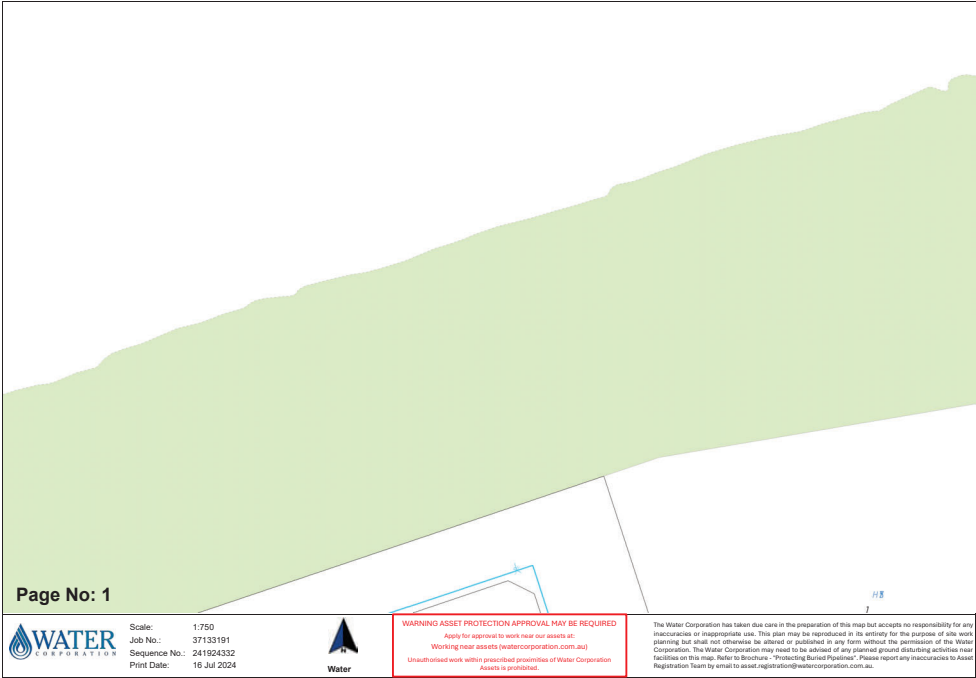 Page No: 1
H8
1
WATER
CORPORATION
Scale: 1:750
Job No.: 37133191
Sequence No.: 241924332
Print Date: 16 Jul 2024
N
Water
WARNING ASSET PROTECTION APPROVAL MAY BE REQUIRED
Apply for approval to work near our assets at:
Working near assets (watercorporation.com.au)
Unauthorised work within prescribed proximities of Water Corporation
Assets is prohibited.
The Water Corporation has taken due care in the preparation of this map but accepts no responsibility for any
inaccuracies or inappropriate use. This plan may be reproduced in its entirety for the purpose of site work
planning but shall not otherwise be altered or published in any form without the permission of the Water
Corporation. The Water Corporation may need to be advised of any planned ground disturbing activities near
facilities on this map. Refer to Brochure - "Protecting Buried Pipelines". Please report any inaccuracies to Asset
Registration Team by email to asset.registration@watercorporation.com.au.